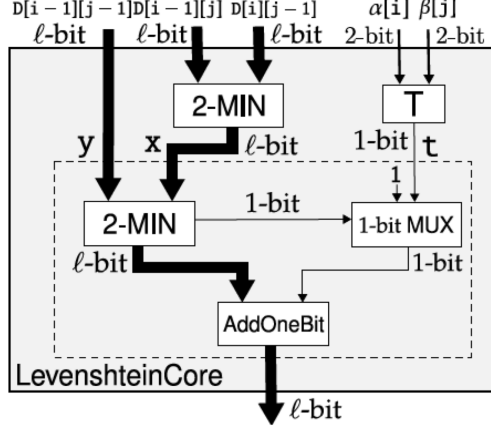 D[i − 1][j − 1] D[i − 1][j] D[i][j − 1] α[i] β[j]
ℓ-bit ℓ-bit ℓ-bit 2-bit 2-bit
2-MIN T
y x ℓ-bit 1-bit t
1
2-MIN 1-bit 1-bit MUX
ℓ-bit 1-bit
AddOneBit
LevenshteinCore
ℓ-bit